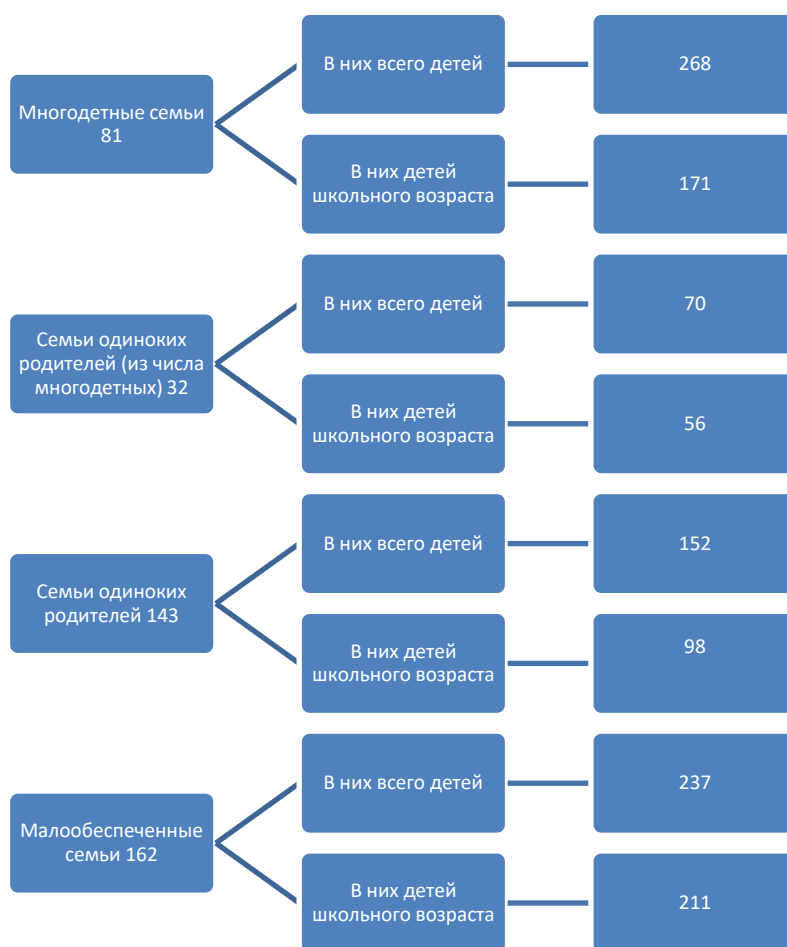 Многодетные семьи
81
В них всего детей
268
В них детей
школьного возраста
171
Семьи одиноких
родителей (из числа
многодетных) 32
В них всего детей
70
В них детей
школьного возраста
56
Семьи одиноких
родителей 143
В них всего детей
152
В них детей
школьного возраста
98
Малообеспеченные
семьи 162
В них всего детей
237
В них детей
школьного возраста
211